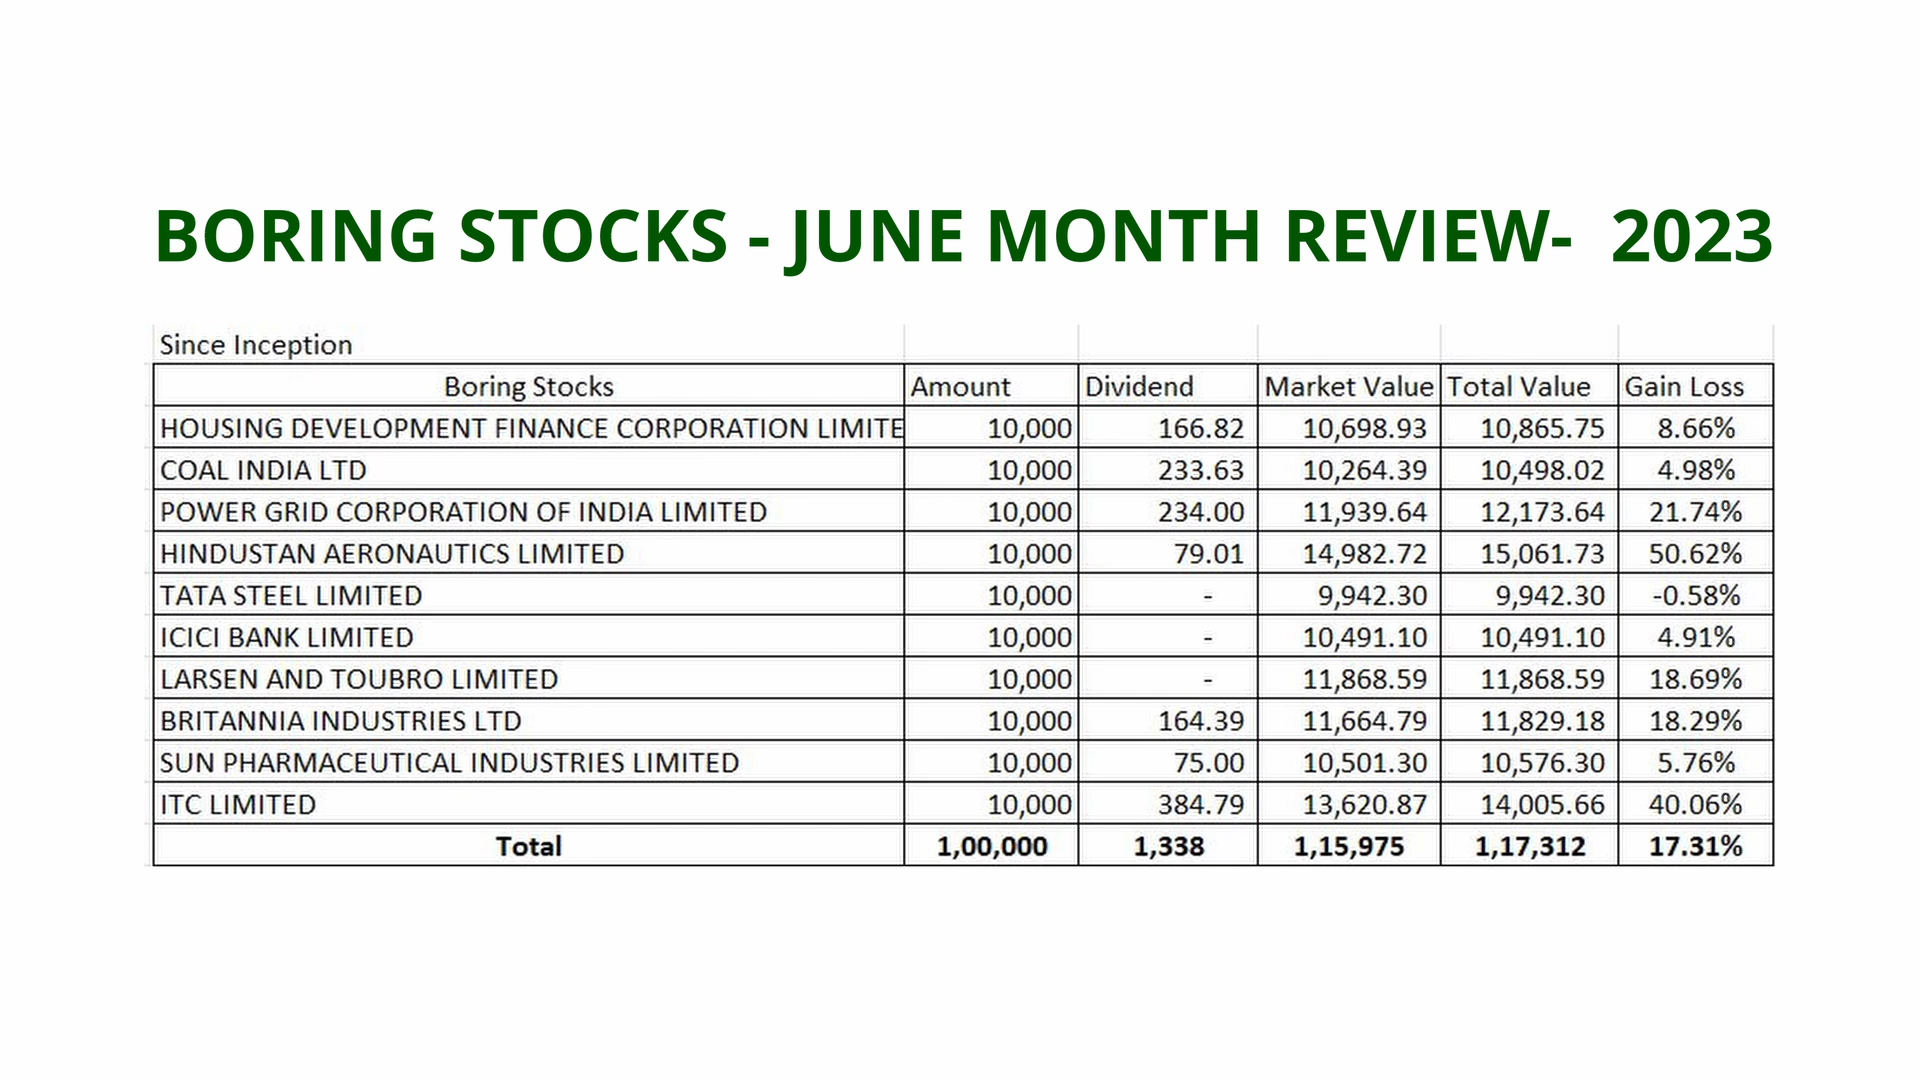 BORING STOCKS - JUNE MONTH REVIEW-  2023
Since Inception
Boring Stocks Amount Dividend Market Value Total Value Gain Loss
HOUSING DEVELOPMENT FINANCE CORPORATION LIMITE 10,000 166.82 10,698.93 10,865.75 8.66%
COAL INDIA LTD 10,000 233.63 10,264.39 10,498.02 4.98%
POWER GRID CORPORATION OF INDIA LIMITED 10,000 234.00 11,939.64 12,173.64 21.74%
HINDUSTAN AERONAUTICS LIMITED 10,000 79.01 14,982.72 15,061.73 50.62%
TATA STEEL LIMITED 10,000 - 9,942.30 9,942.30 -0.58%
ICICI BANK LIMITED 10,000 - 10,491.10 10,491.10 4.91%
LARSEN AND TOUBRO LIMITED 10,000 - 11,868.59 11,868.59 18.69%
BRITANNIA INDUSTRIES LTD 10,000 164.39 11,664.79 11,829.18 18.29%
SUN PHARMACEUTICAL INDUSTRIES LIMITED 10,000 75.00 10,501.30 10,576.30 5.76%
ITC LIMITED 10,000 384.79 13,620.87 14,005.66 40.06%
Total 1,00,000 1,338 1,15,975 1,17,312 17.31%